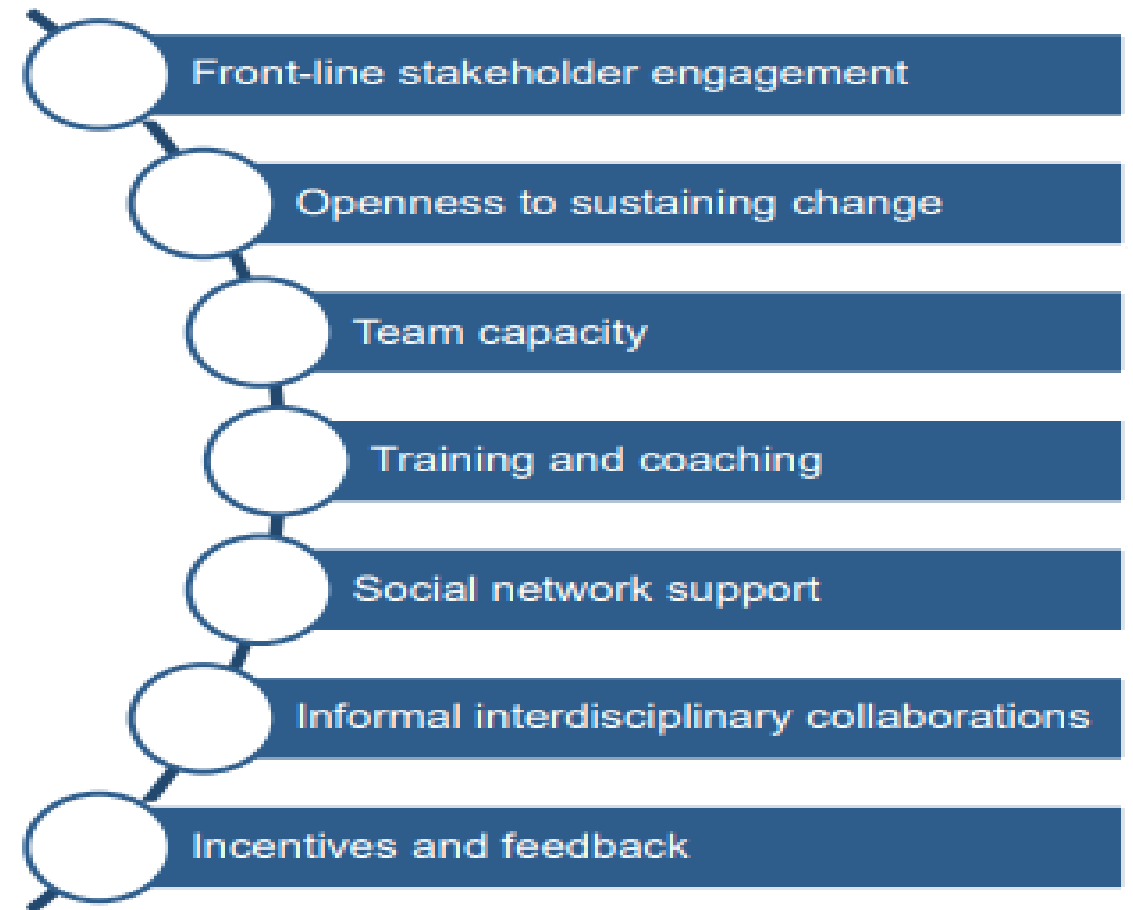 Front-line stakeholder engagement
Openness to sustaining change
Team capacity
Training and coaching
Social network support
Informal interdisciplinary collaborations
Incentives and feedback